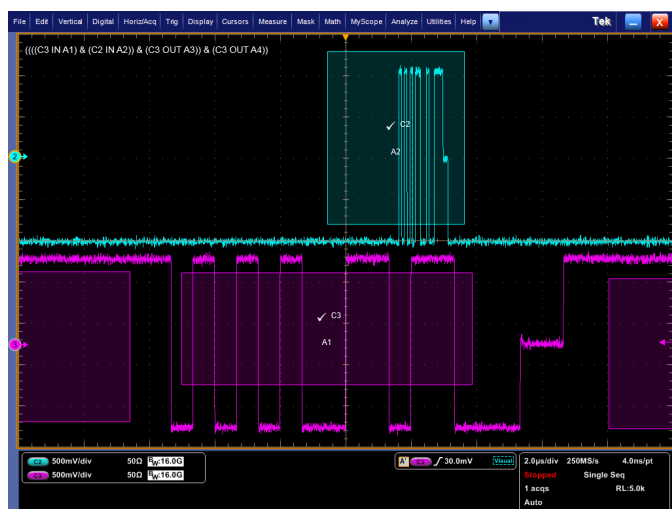 File Edit Vertical Digital Horiz/Acq Trig Display Cursors Measure Mask Math MyScope Analyze Utilities Help Tek X
((((C3 IN A1) & (C2 IN A2)) & (C3 OUT A3)) & (C3 OUT A4))
C2
A2
2
C3
A1
3
C2 500mV/div 50Ω BW:16.0G
C3 500mV/div 50Ω BW:16.0G
A' C3 30.0mV Visual
2.0µs/div 250MS/s 4.0ns/pt
Stopped Single Seq
1 acqs RL:5.0k
Auto